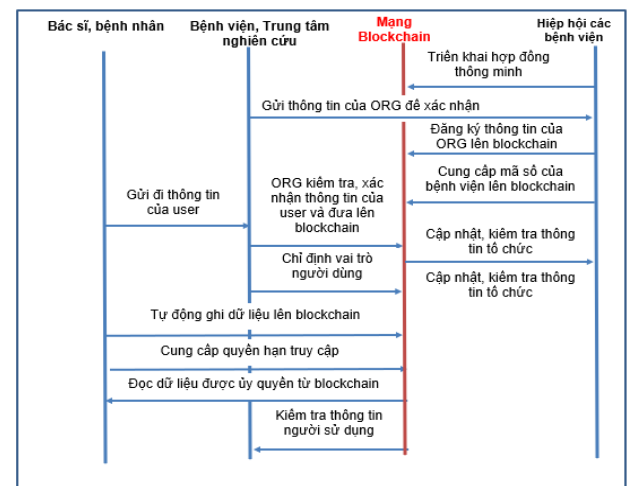 Bác sĩ, bệnh nhân
Bệnh viện, Trung tâm
nghiên cứu
Mạng
Blockchain
Hiệp hội các
bệnh viện
Triển khai hợp đồng
thông minh
Gửi thông tin của ORG để xác nhận
Đăng ký thông tin của
ORG lên blockchain
Cung cấp mã số của
bệnh viện lên blockchain
Gửi đi thông tin
của user
ORG kiểm tra, xác
nhận thông tin của
user và đưa lên
blockchain
Cập nhật, kiểm tra thông
tin tổ chức
Chỉ định vai trò
người dùng
Cập nhật, kiểm tra thông
tin tổ chức
Tự động ghi dữ liệu lên blockchain
Cung cấp quyền hạn truy cập
Đọc dữ liệu được ủy quyền từ blockchain
Kiểm tra thông tin
người sử dụng